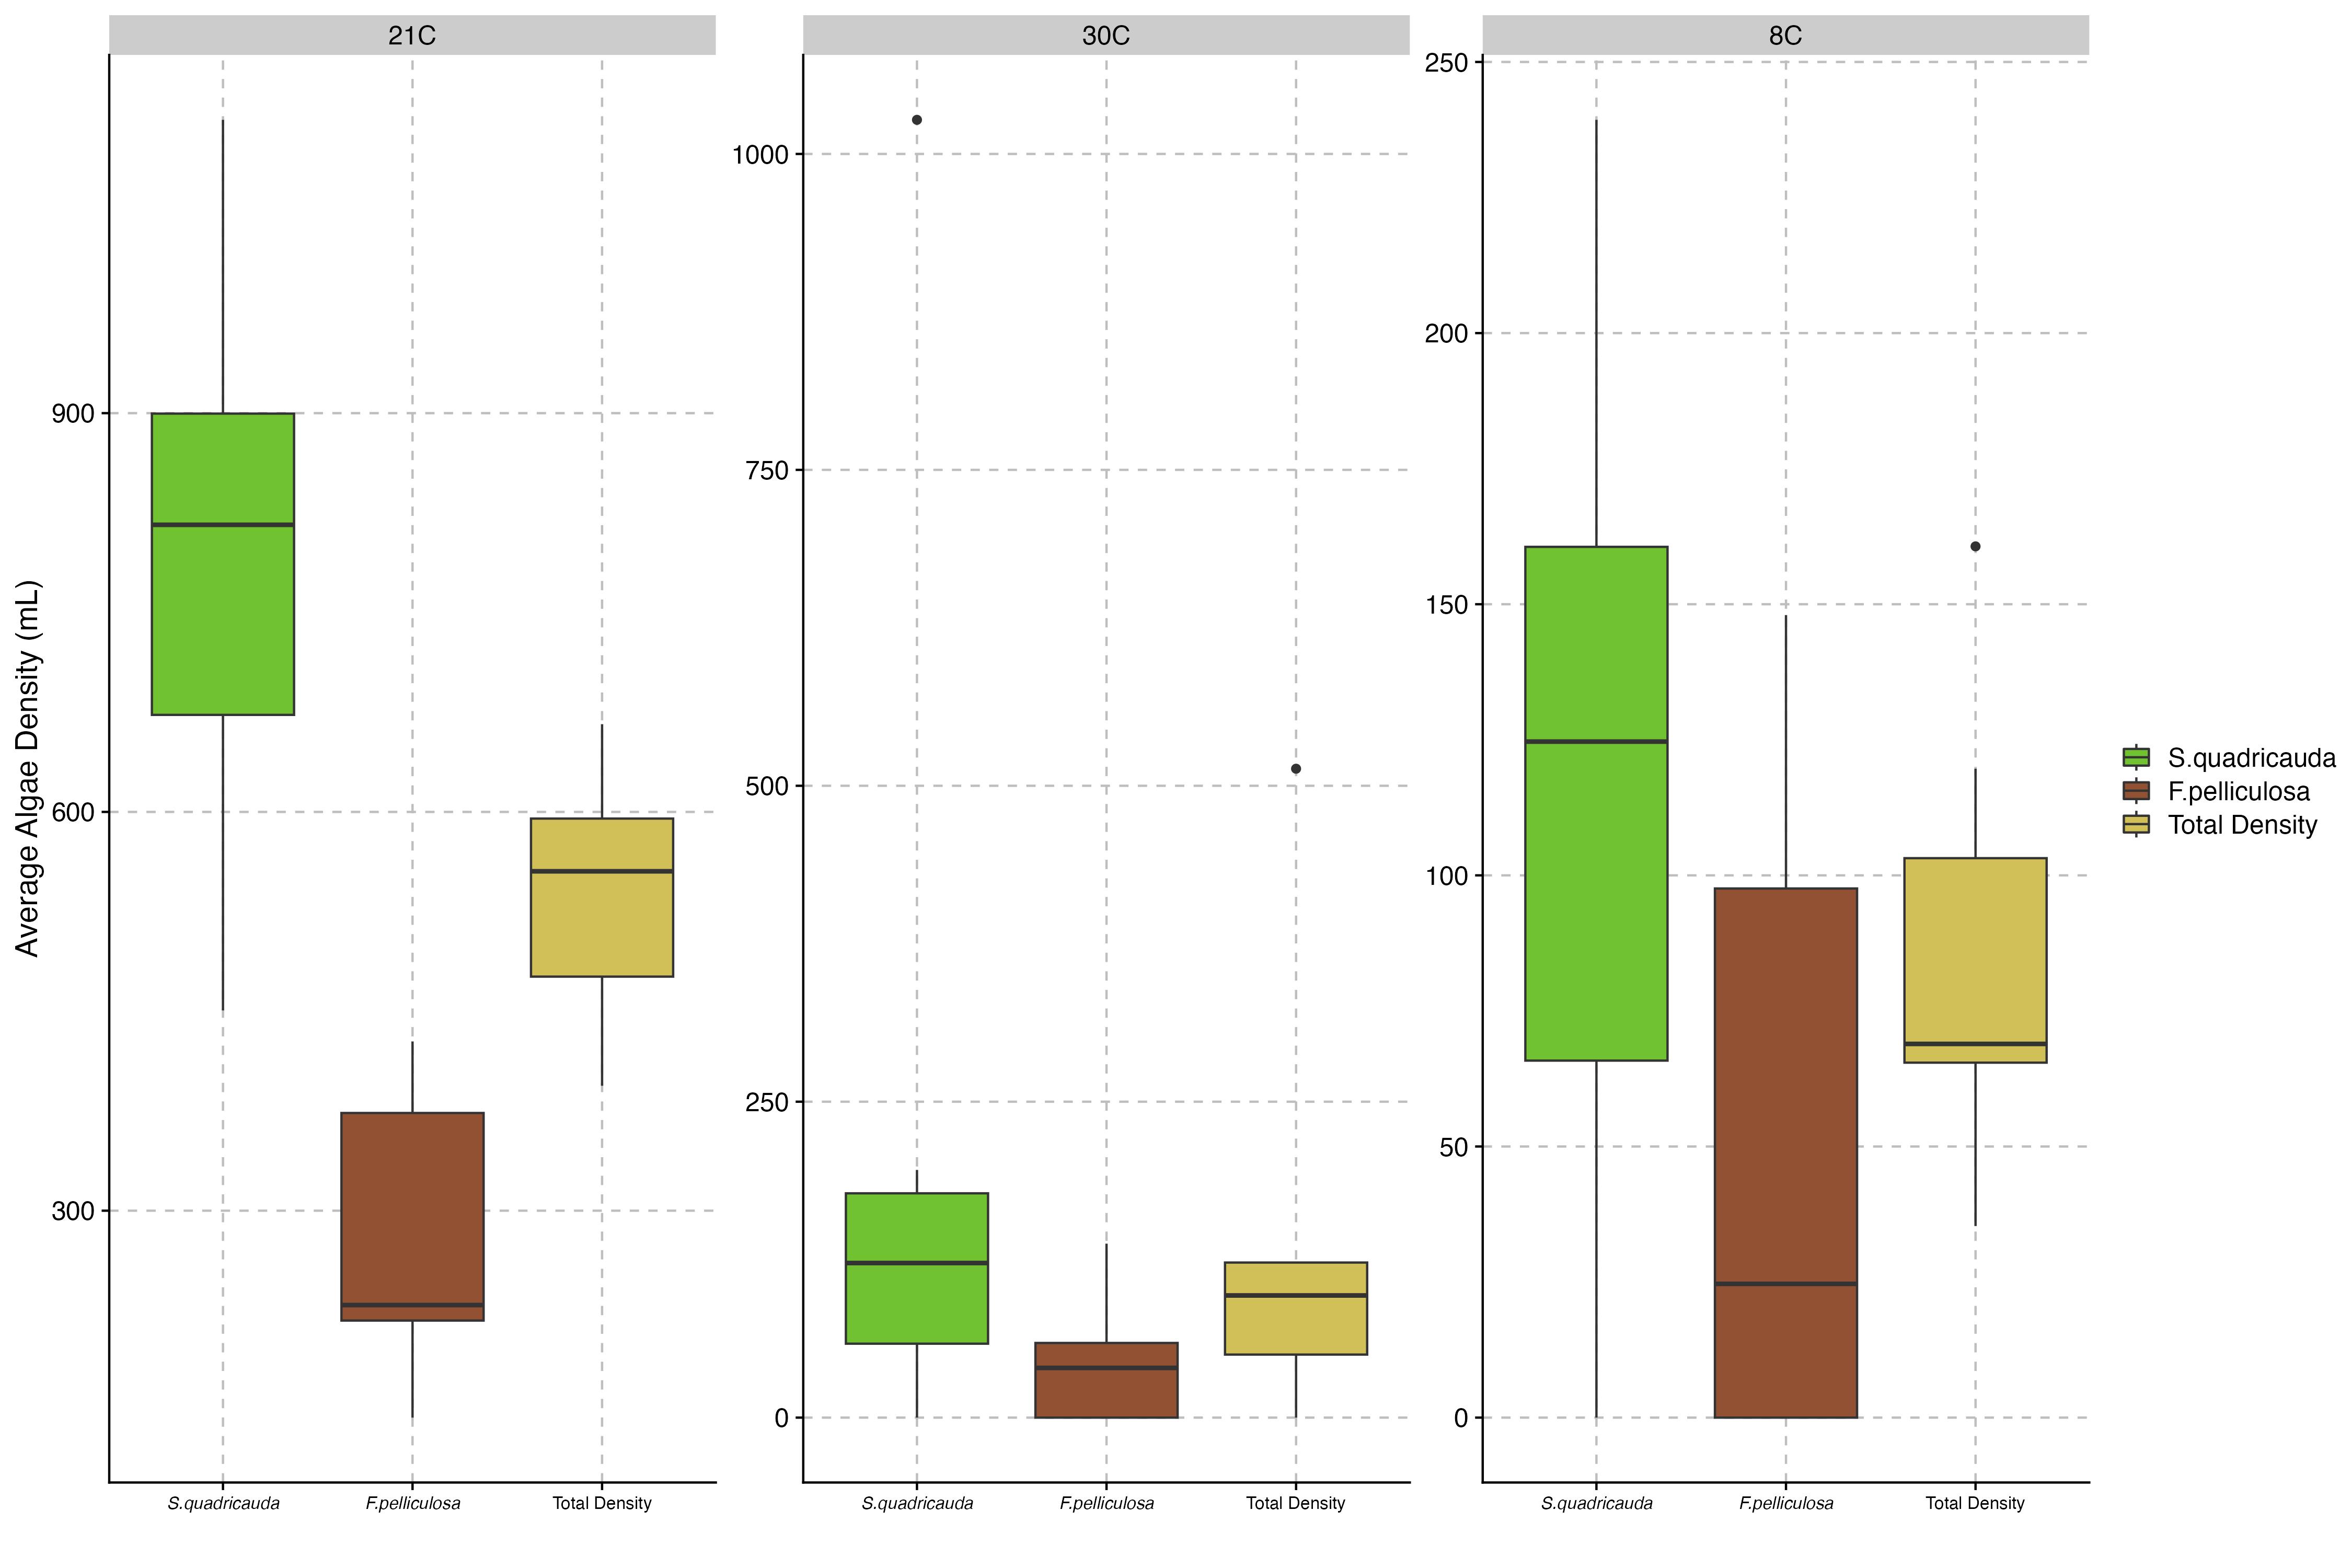 21C
30C
8C
Average Algae Density (mL)
900
600
300
1000
750
500
250
0
250
200
150
100
50
0
S.quadricauda
F.pelliculosa
Total Density
S.quadricauda
F.pelliculosa
Total Density
S.quadricauda
F.pelliculosa
Total Density
S.quadricauda
F.pelliculosa
Total Density